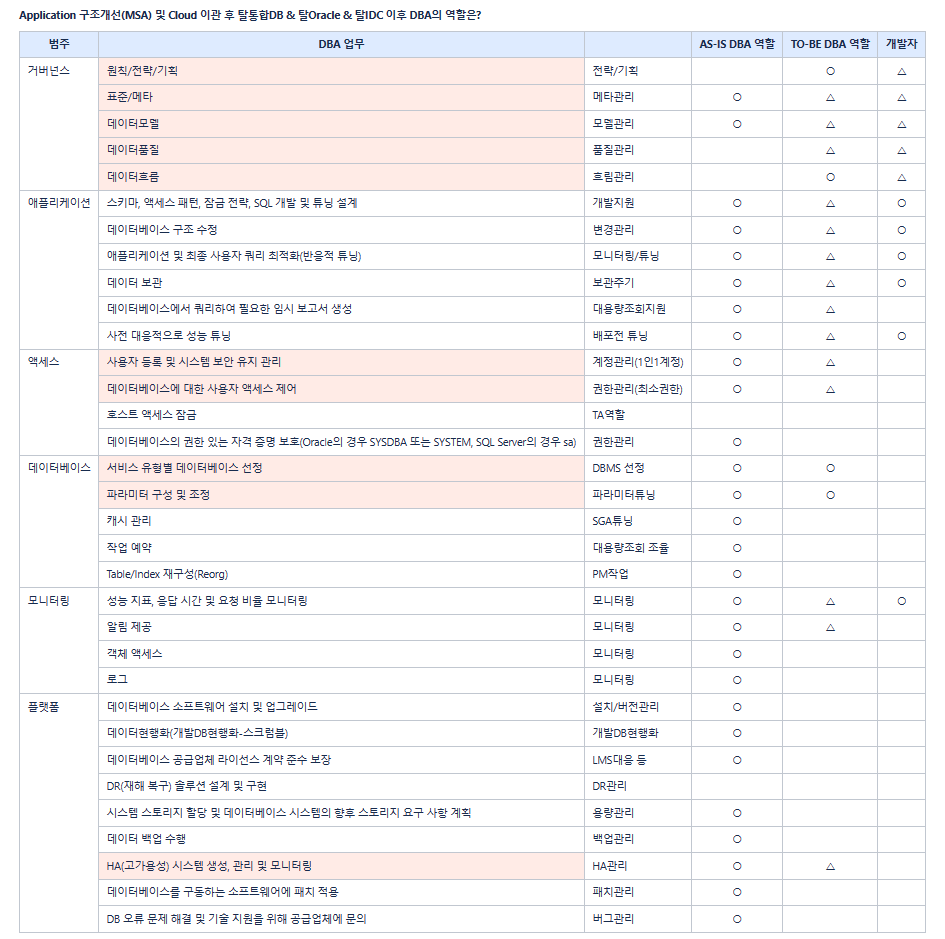 Application 구조개선(MSA) 및 Cloud 이관 후 탈통합DB & 탈Oracle & 탈IDC 이후 DBA의 역할은?
범주 DBA 업무 AS-IS DBA 역할 TO-BE DBA 역할 개발자
거버넌스 원칙/전략/기획 전략/기획 ○ △
표준/메타 메타관리 ○ △ △
데이터모델 모델관리 ○ △ △
데이터품질 품질관리 △ △
데이터흐름 흐림관리 ○ △
애플리케이션 스키마, 액세스 패턴, 잠금 전략, SQL 개발 및 튜닝 설계 개발지원 ○ △ ○
데이터베이스 구조 수정 변경관리 ○ △ ○
애플리케이션 및 최종 사용자 쿼리 최적화(반응적 튜닝) 모니터링/튜닝 ○ △ ○
데이터 보관 보관주기 ○ △ ○
데이터베이스에서 쿼리하여 필요한 임시 보고서 생성 대용량조회지원 ○ △
사전 대응적으로 성능 튜닝 배포전 튜닝 ○ △ ○
액세스 사용자 등록 및 시스템 보안 유지 관리 계정관리(1인1계정) ○ △
데이터베이스에 대한 사용자 액세스 제어 권한관리(최소권한) ○ △
호스트 액세스 잠금 TA역할
데이터베이스의 권한 있는 자격 증명 보호(Oracle의 경우 SYSDBA 또는 SYSTEM, SQL Server의 경우 sa) 권한관리 ○
데이터베이스 서비스 유형별 데이터베이스 선정 DBMS 선정 ○ ○
파라미터 구성 및 조정 파라미터튜닝 ○ ○
캐시 관리 SGA튜닝 ○
작업 예약 대용량조회 조율 ○
Table/Index 재구성(Reorg) PM작업 ○
모니터링 성능 지표, 응답 시간 및 요청 비율 모니터링 모니터링 ○ △ ○
알림 제공 모니터링 ○ △
객체 액세스 모니터링 ○
로그 모니터링 ○
플랫폼 데이터베이스 소프트웨어 설치 및 업그레이드 설치/버전관리 ○
데이터현행화(개발DB현행화-스크럼블) 개발DB현행화 ○
데이터베이스 공급업체 라이선스 계약 준수 보장 LMS대응 등 ○
DR(재해 복구) 솔루션 설계 및 구현 DR관리
시스템 스토리지 할당 및 데이터베이스 시스템의 향후 스토리지 요구 사항 계획 용량관리 ○
데이터 백업 수행 백업관리 ○
HA(고가용성) 시스템 생성, 관리 및 모니터링 HA관리 ○ △
데이터베이스를 구동하는 소프트웨어에 패치 적용 패치관리 ○
DB 오류 문제 해결 및 기술 지원을 위해 공급업체에 문의 버그관리 ○